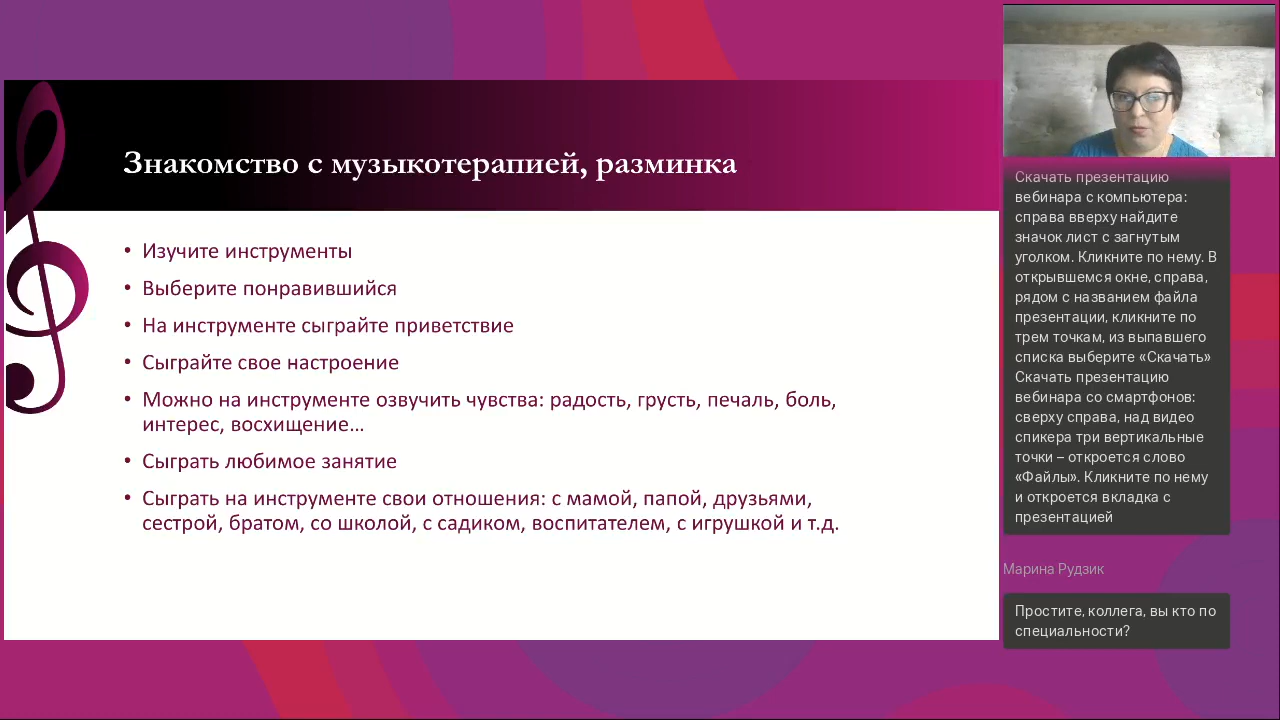 Знакомство с музыкотерапией, разминка
• Изучите инструменты
• Выберите понравившийся
• На инструменте сыграйте приветствие
• Сыграйте свое настроение
• Можно на инструменте озвучить чувства: радость, грусть, печаль, боль,
интерес, восхищение…
• Сыграть любимое занятие
• Сыграть на инструменте свои отношения: с мамой, папой, друзьями,
сестрой, братом, со школой, с садиком, воспитателем, с игрушкой и т.д.
Скачать презентацию
вебинара с компьютера:
справа вверху найдите
значок лист с загнутым
уголком. Кликните по нему. В
открывшемся окне, справа,
рядом с названием файла
презентации, кликните по
трем точкам, из выпавшего
списка выберите «Скачать»
Скачать презентацию
вебинара со смартфонов:
сверху справа, над видео
спикера три вертикальные
точки – откроется слово
«Файлы». Кликните по нему
и откроется вкладка с
презентацией
Марина Рудзик
Простите, коллега, вы кто по
специальности?